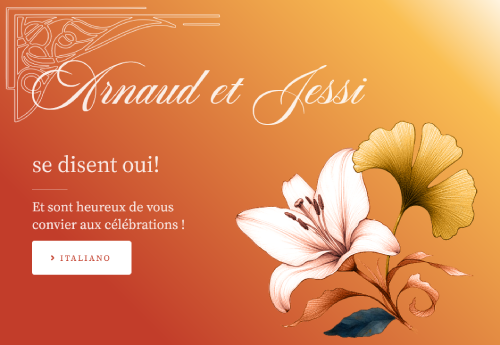 Arnaud et Jessi
se disent oui!
Et sont heureux de vous
convier aux célébrations !
> ITALIANO